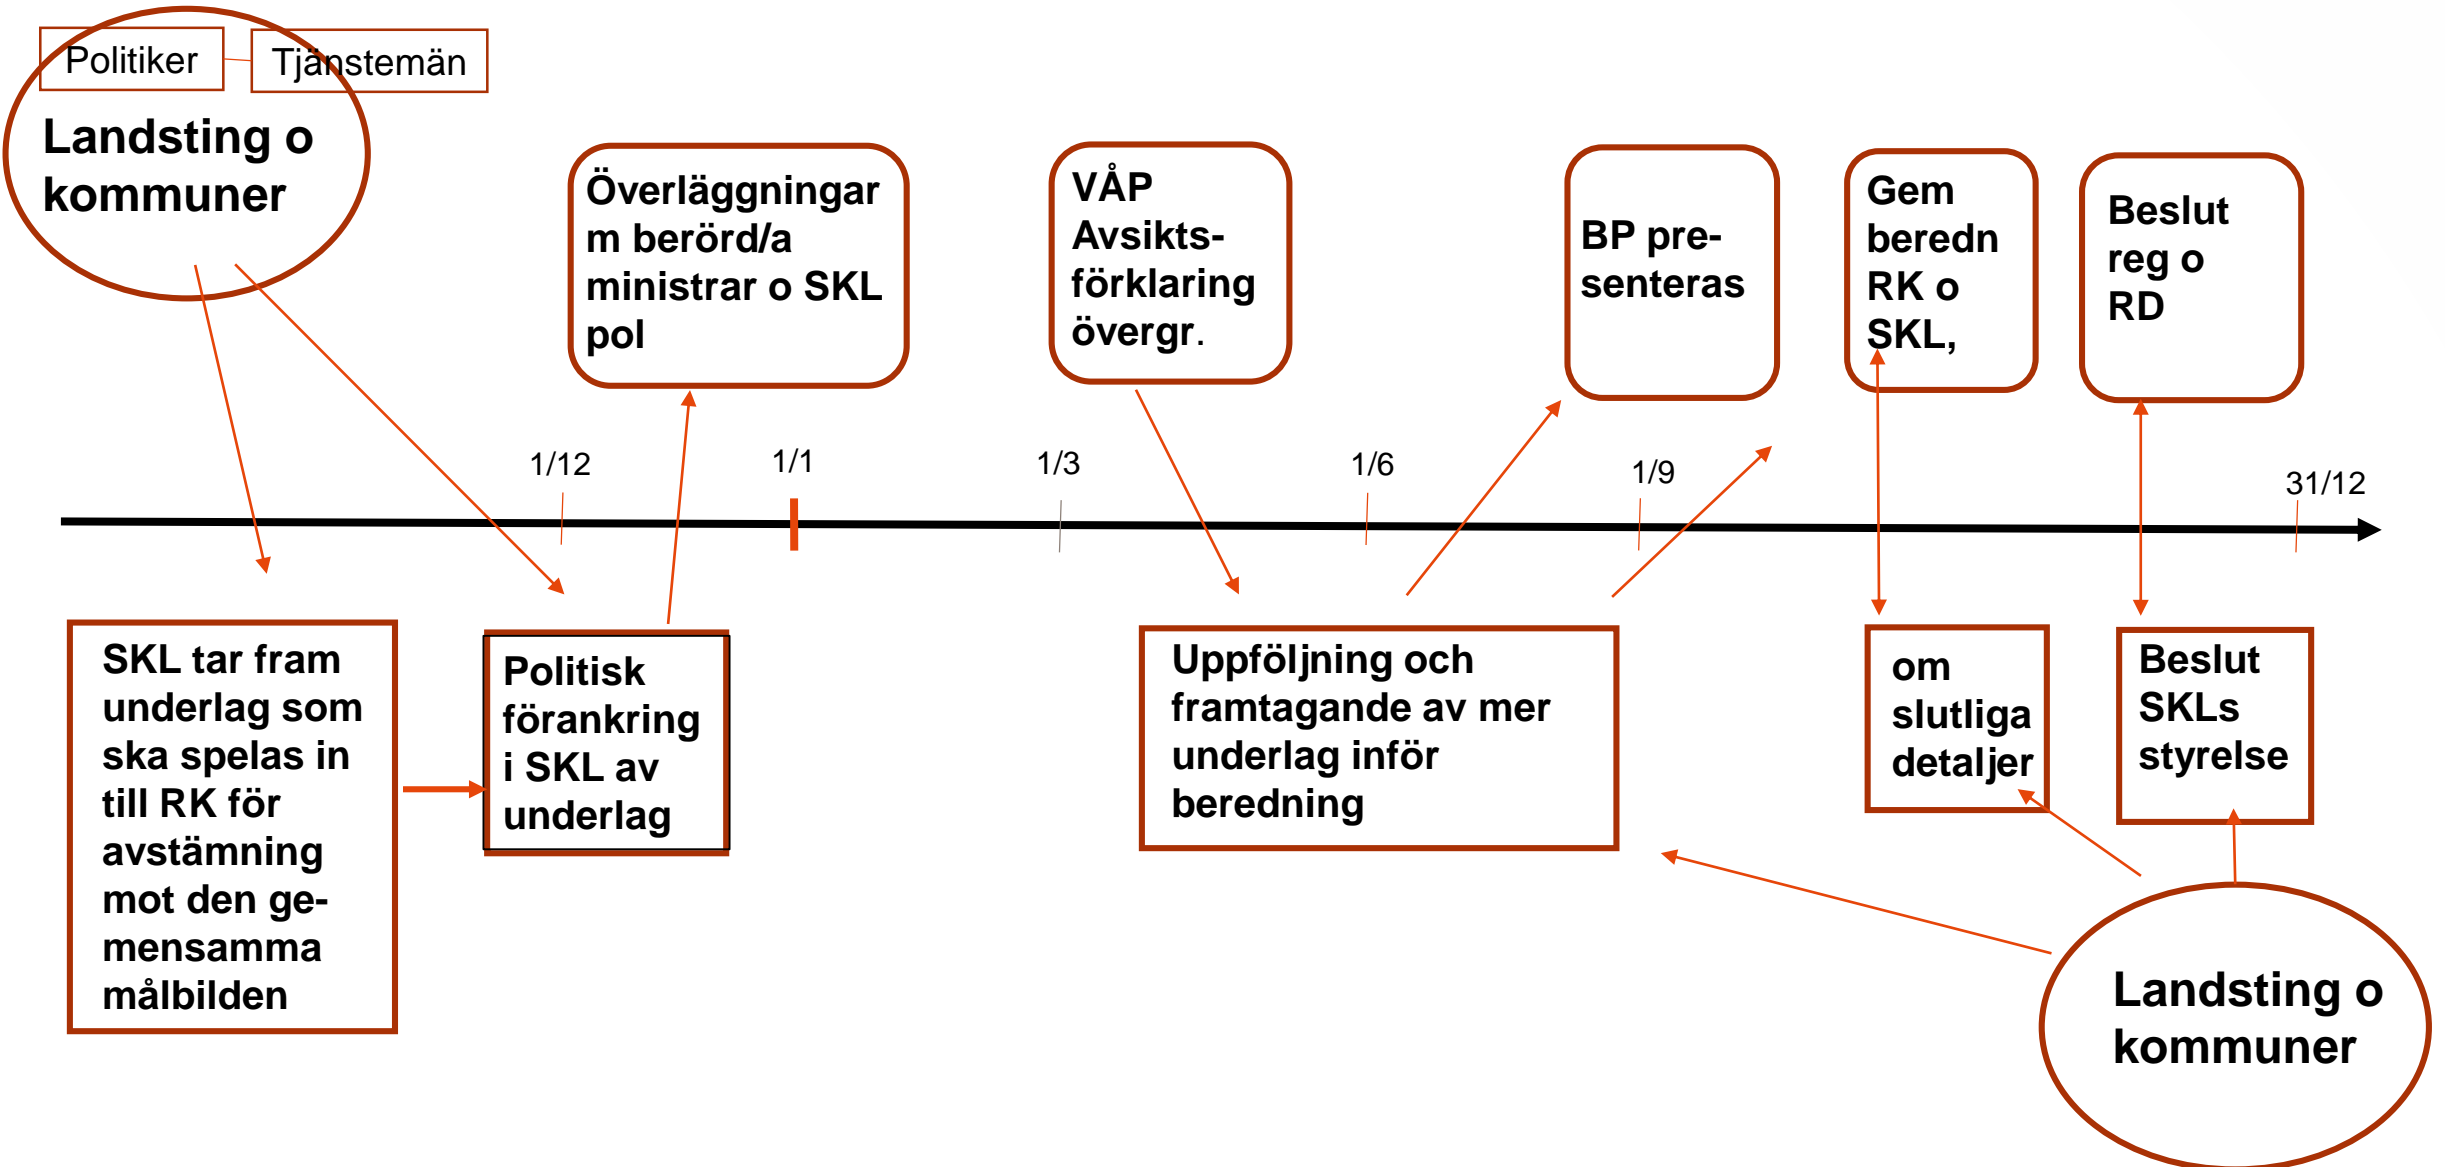 Politiker
Tjänstemän
Landsting o
kommuner
Överläggningar
m berörd/a
ministrar o SKL
pol
VÅP
Avsikts-
förklaring
övergr.
BP pre-
senteras
Gem
beredn
RK o
SKL,
Beslut
reg o
RD
1/12
1/1
1/3
1/6
1/9
31/12
SKL tar fram
underlag som
ska spelas in
till RK för
avstämning
mot den ge-
mensamma
målbilden
Politisk
förankring
i SKL av
underlag
Uppföljning och
framtagande av mer
underlag inför
beredning
om
slutliga
detaljer
Beslut
SKLs
styrelse
Landsting o
kommuner